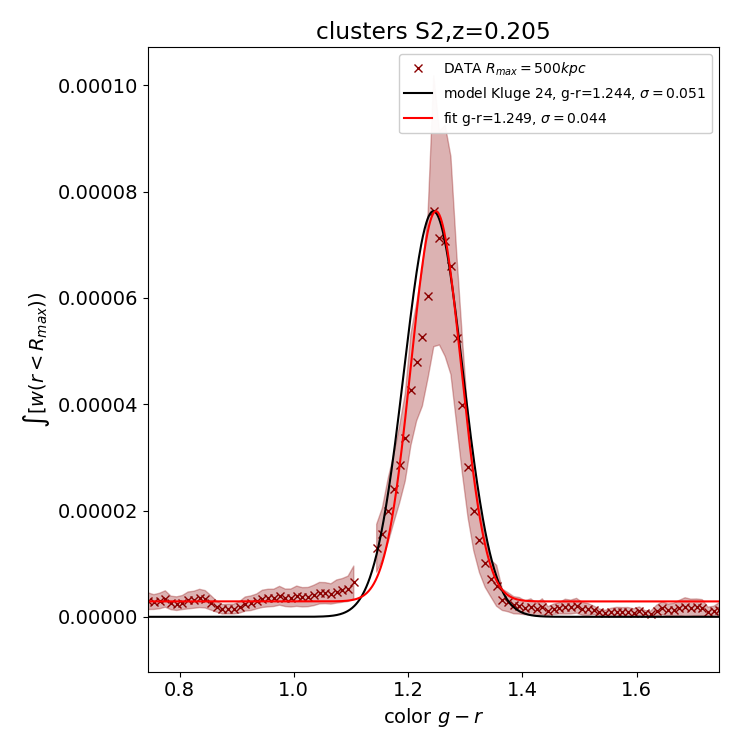 clusters S2,z=0.205
DATA $R_{max} = 500kpc$
model Kluge 24, g-r=1.244, $\sigma = 0.051$
fit g-r=1.249, $\sigma = 0.044$
0.00010
0.00008
0.00006
0.00004
0.00002
0.00000
$\int [w(r < R_{max}))$
0.8 1.0 1.2 1.4 1.6
color $g - r$